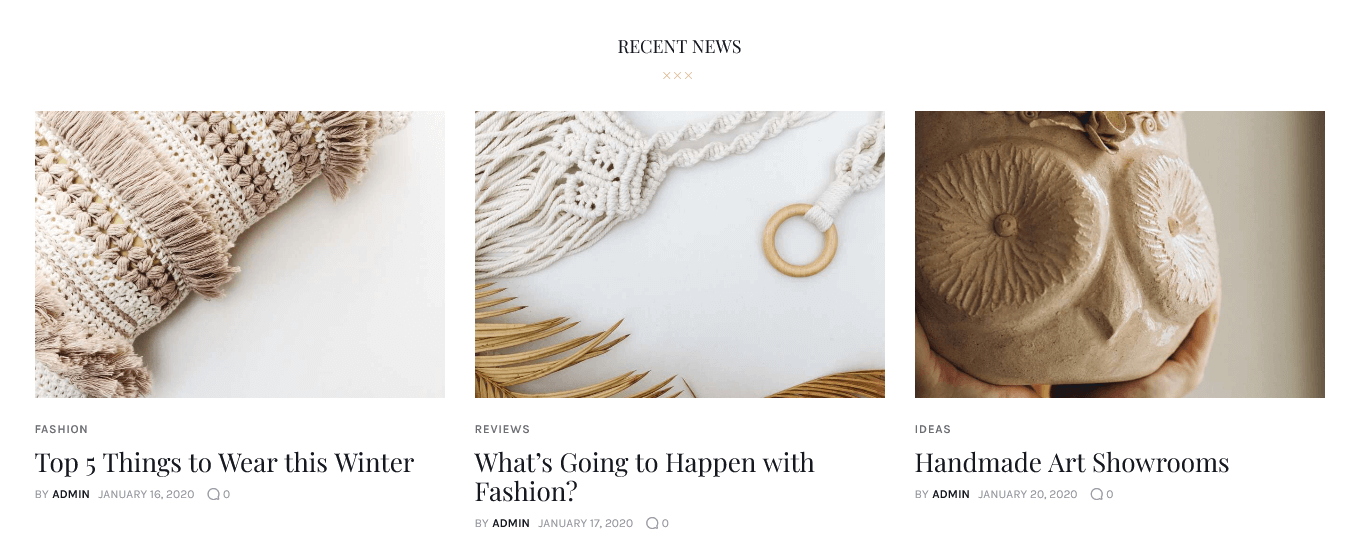 RECENT NEWS
FASHION
Top 5 Things to Wear this Winter
BY ADMIN JANUARY 16, 2020 0
REVIEWS
What’s Going to Happen with
Fashion?
BY ADMIN JANUARY 17, 2020 0
IDEAS
Handmade Art Showrooms
BY ADMIN JANUARY 20, 2020 0